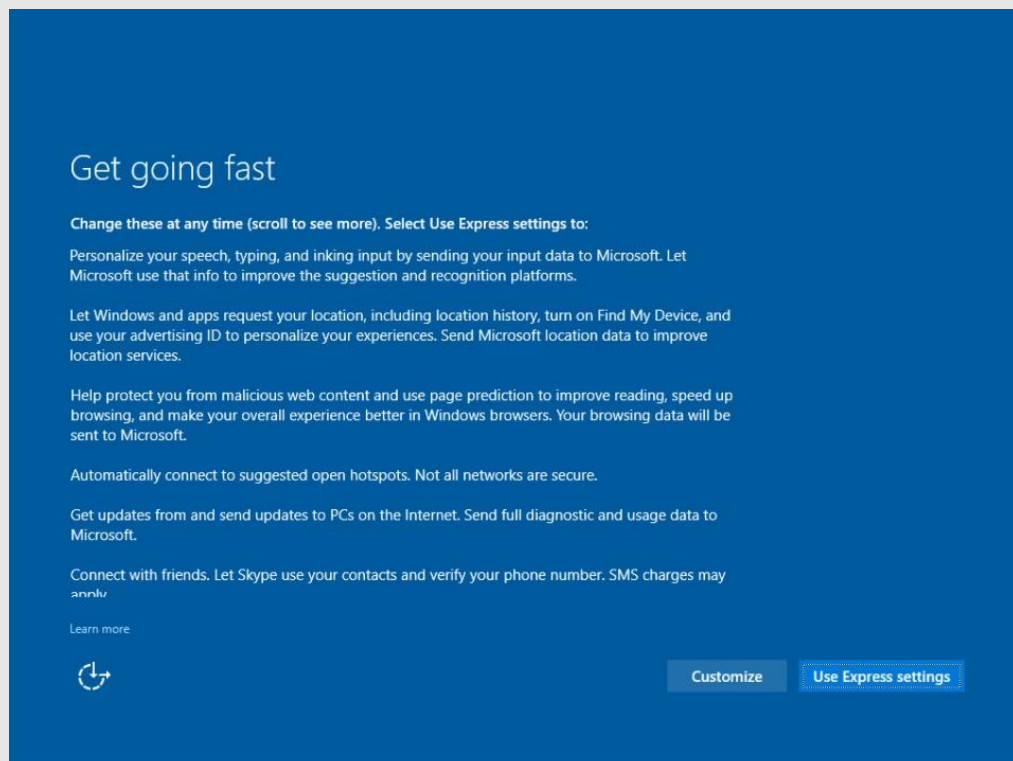 Get going fast
Change these at any time (scroll to see more). Select Use Express settings to:
Personalize your speech, typing, and inking input by sending your input data to Microsoft. Let
Microsoft use that info to improve the suggestion and recognition platforms.
Let Windows and apps request your location, including location history, turn on Find My Device, and
use your advertising ID to personalize your experiences. Send Microsoft location data to improve
location services.
Help protect you from malicious web content and use page prediction to improve reading, speed up
browsing, and make your overall experience better in Windows browsers. Your browsing data will be
sent to Microsoft.
Automatically connect to suggested open hotspots. Not all networks are secure.
Get updates from and send updates to PCs on the Internet. Send full diagnostic and usage data to
Microsoft.
Connect with friends. Let Skype use your contacts and verify your phone number. SMS charges may
apply.
Learn more
Customize
Use Express settings